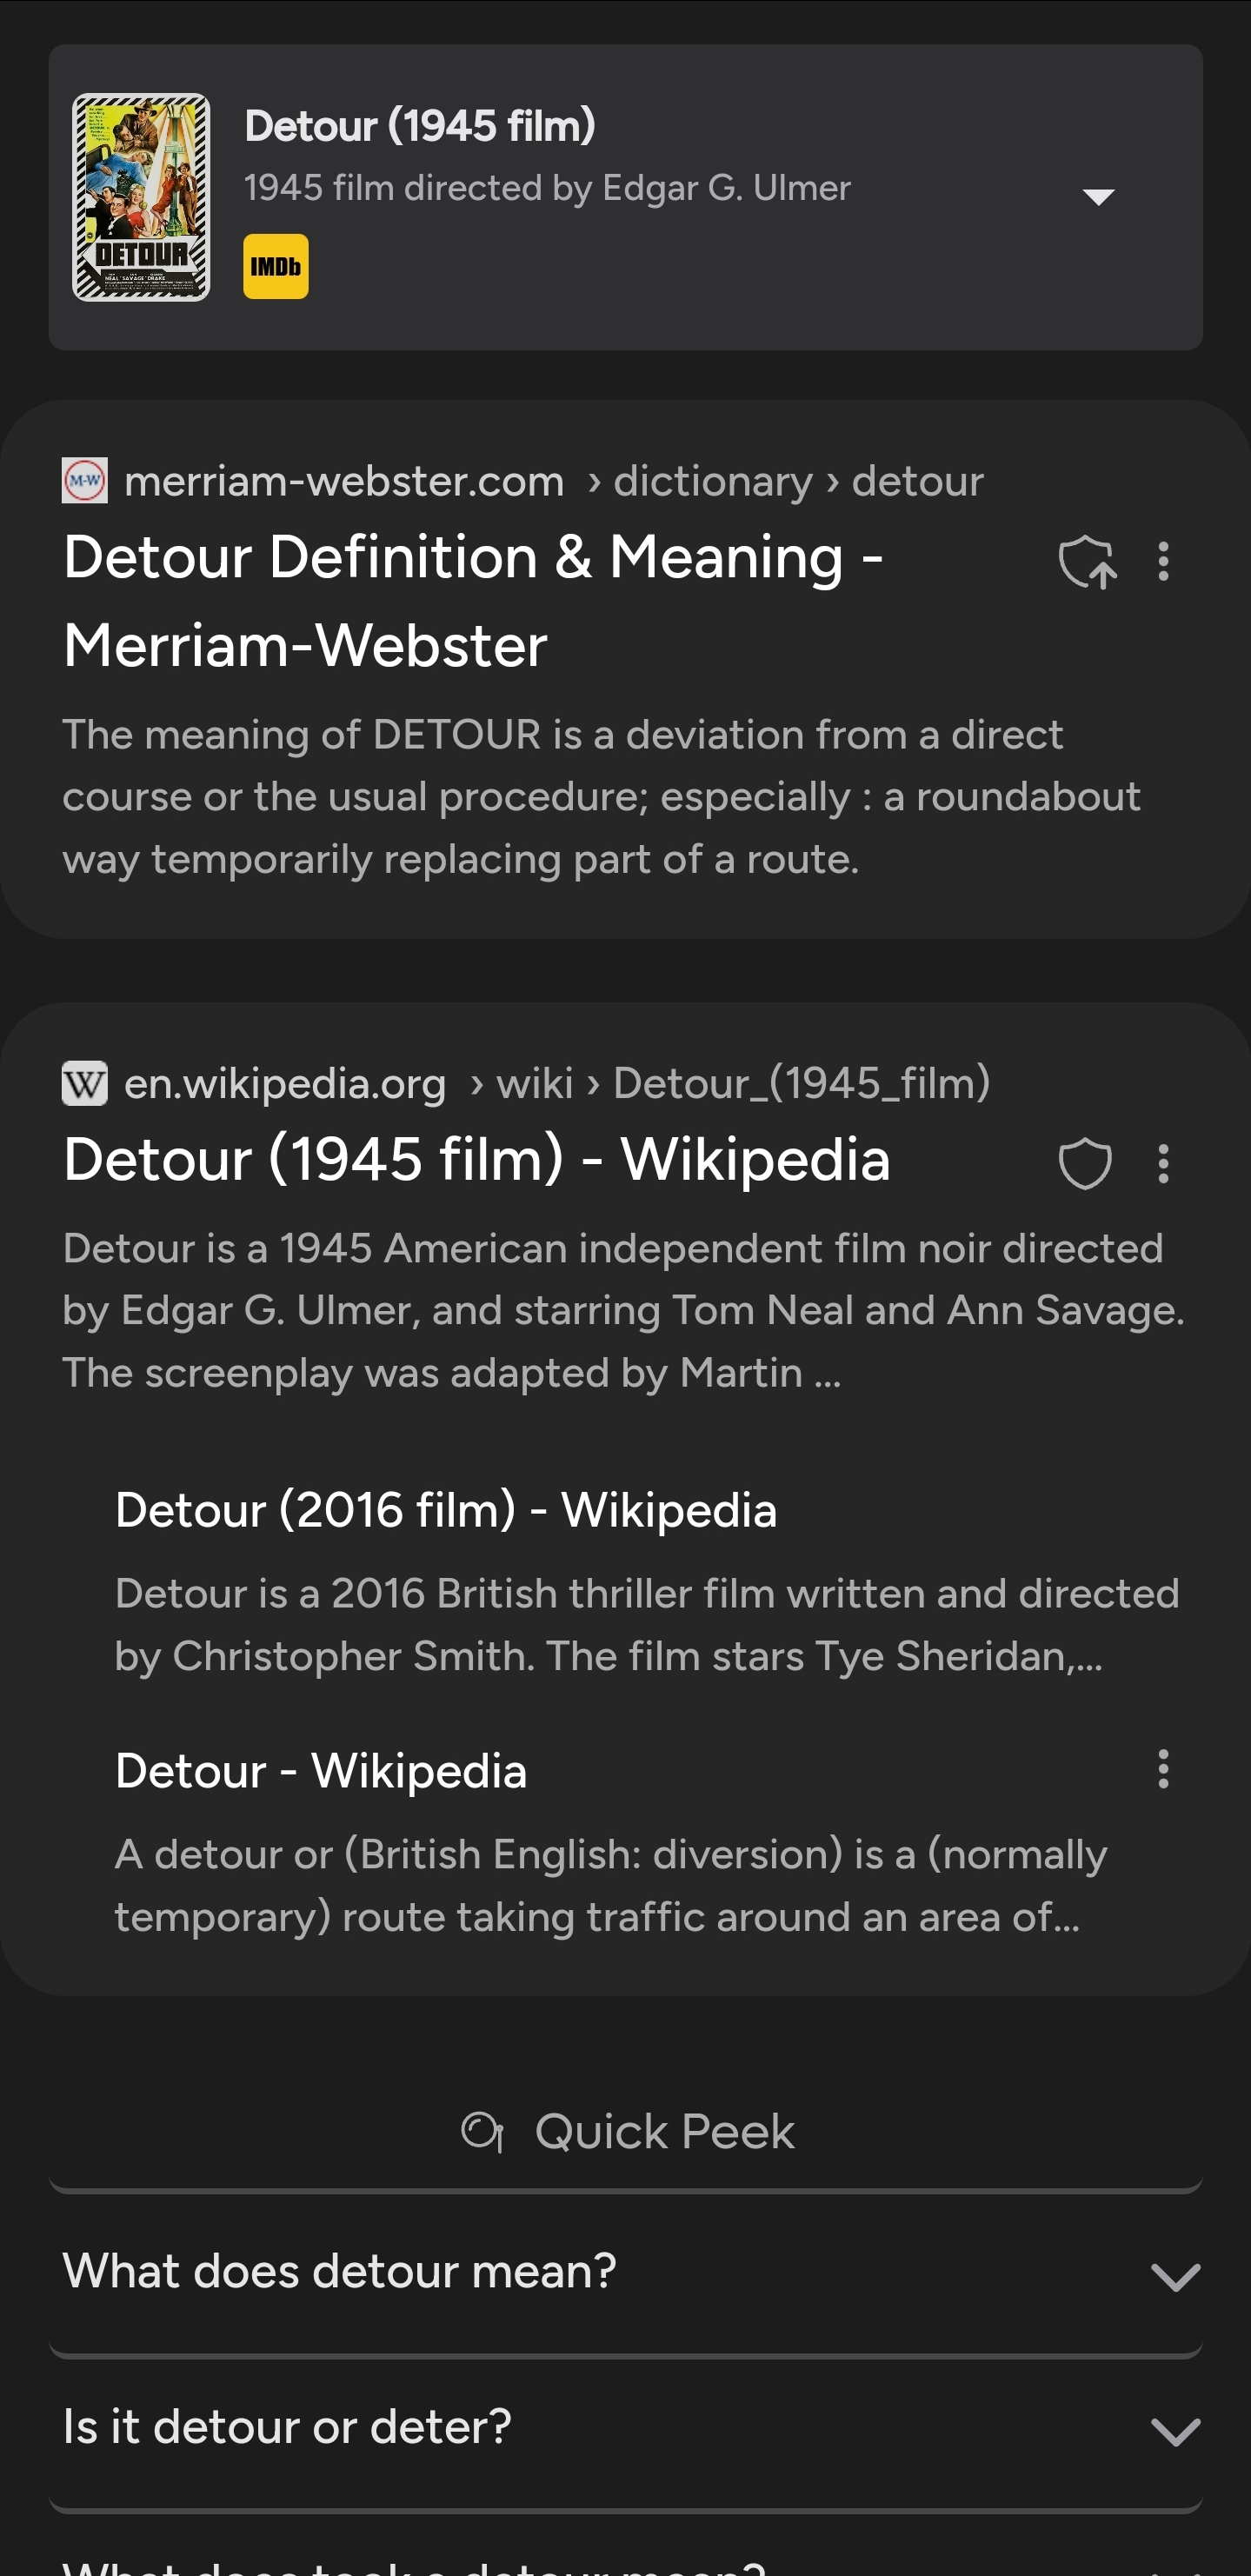 Detour (1945 film)
1945 film directed by Edgar G. Ulmer
DETOUR
IMDb
M-W
merriam-webster.com › dictionary › detour
Detour Definition & Meaning -
Merriam-Webster
The meaning of DETOUR is a deviation from a direct
course or the usual procedure; especially : a roundabout
way temporarily replacing part of a route.
W
en.wikipedia.org › wiki › Detour_(1945_film)
Detour (1945 film) - Wikipedia
Detour is a 1945 American independent film noir directed
by Edgar G. Ulmer, and starring Tom Neal and Ann Savage.
The screenplay was adapted by Martin ...
Detour (2016 film) - Wikipedia
Detour is a 2016 British thriller film written and directed
by Christopher Smith. The film stars Tye Sheridan,...
Detour - Wikipedia
A detour or (British English: diversion) is a (normally
temporary) route taking traffic around an area of...
Quick Peek
What does detour mean?
Is it detour or deter?
What does took a detour mean?